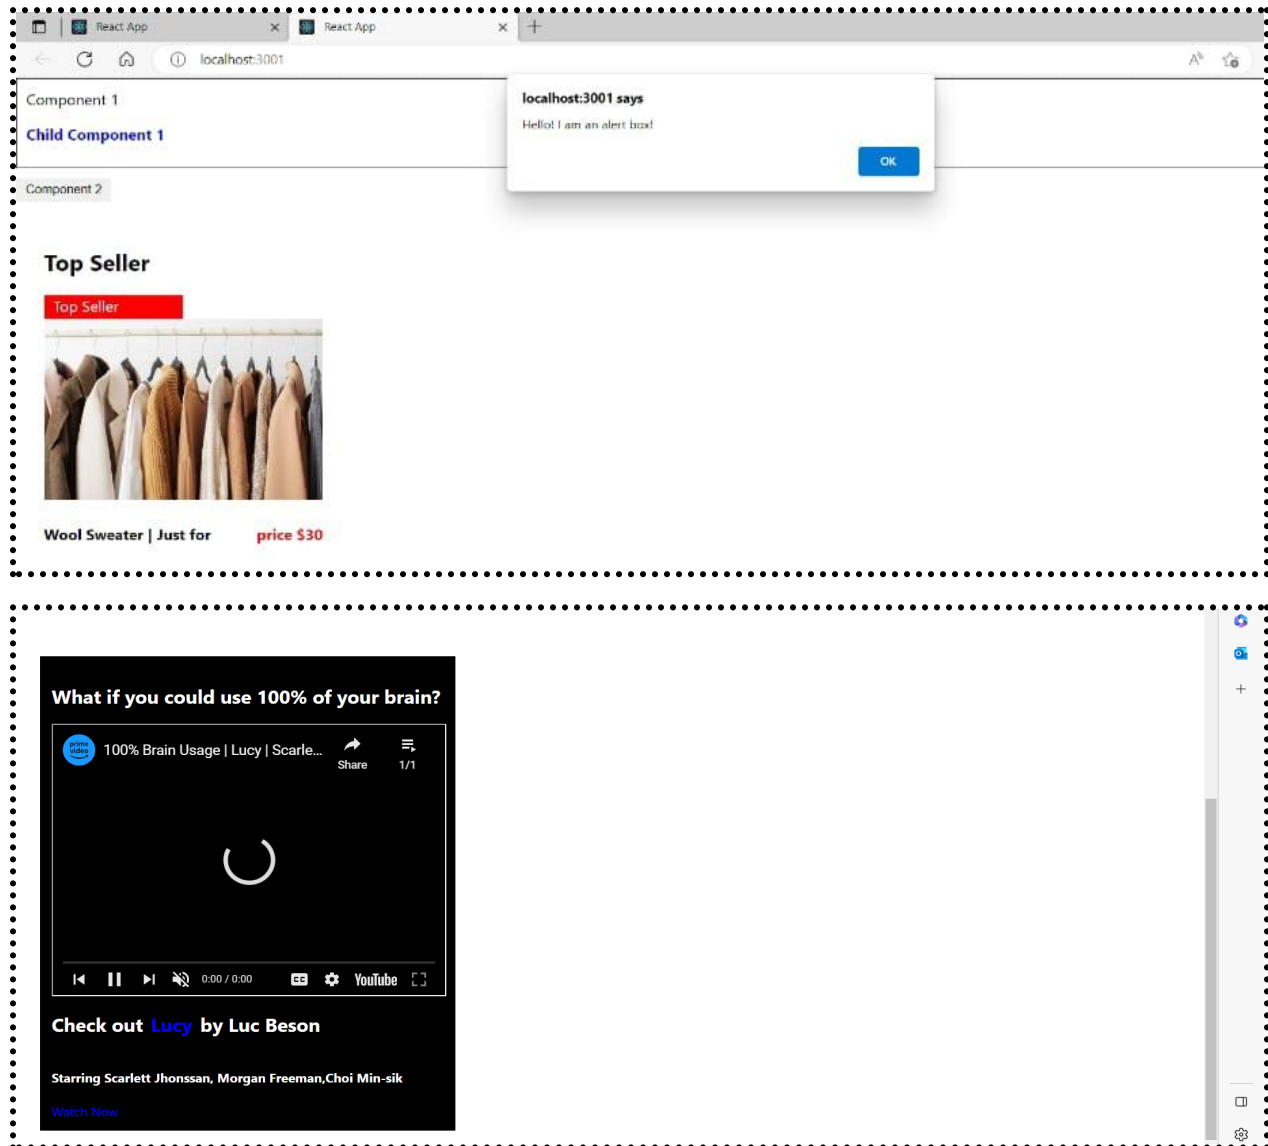 React App
React App
localhost:3001
Component 1
Child Component 1
localhost:3001 says
Hello! I am an alert box!
OK
Component 2
Top Seller
Top Seller
Wool Sweater | Just for
price $30
What if you could use 100% of your brain?
prime video
100% Brain Usage | Lucy | Scarle...
Share
1/1
0:00 / 0:00
CC
YouTube
Check out Lucy by Luc Beson
Starring Scarlett Jhonssan, Morgan Freeman,Choi Min-sik
Watch Now